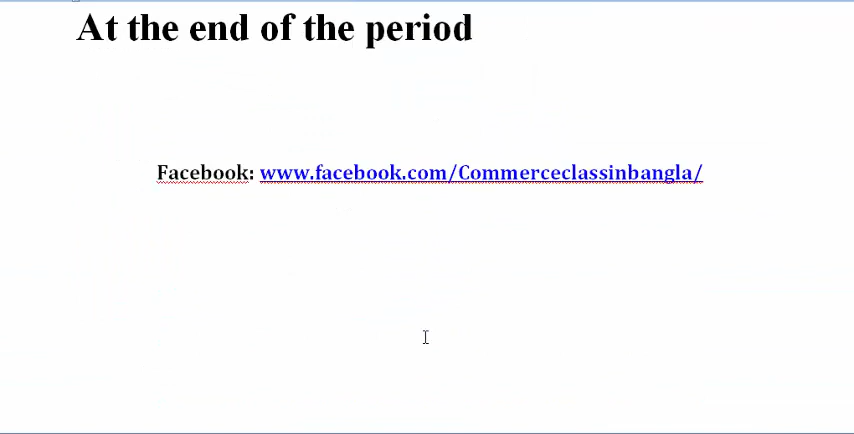 At the end of the period
Facebook: www.facebook.com/Commerceclassinbangla/